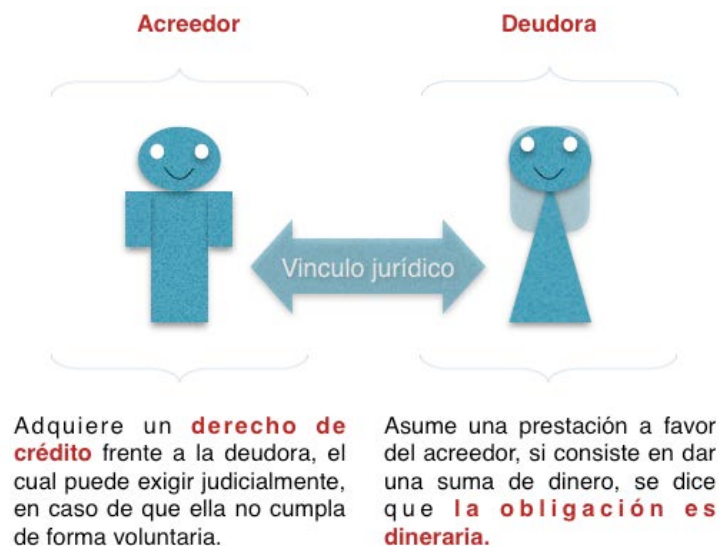 Acreedor
Deudora
Vinculo jurídico
Adquiere un derecho de
crédito frente a la deudora, el
cual puede exigir judicialmente,
en caso de que ella no cumpla
de forma voluntaria.
Asume una prestación a favor
del acreedor, si consiste en dar
una suma de dinero, se dice
que la obligación es
dineraria.